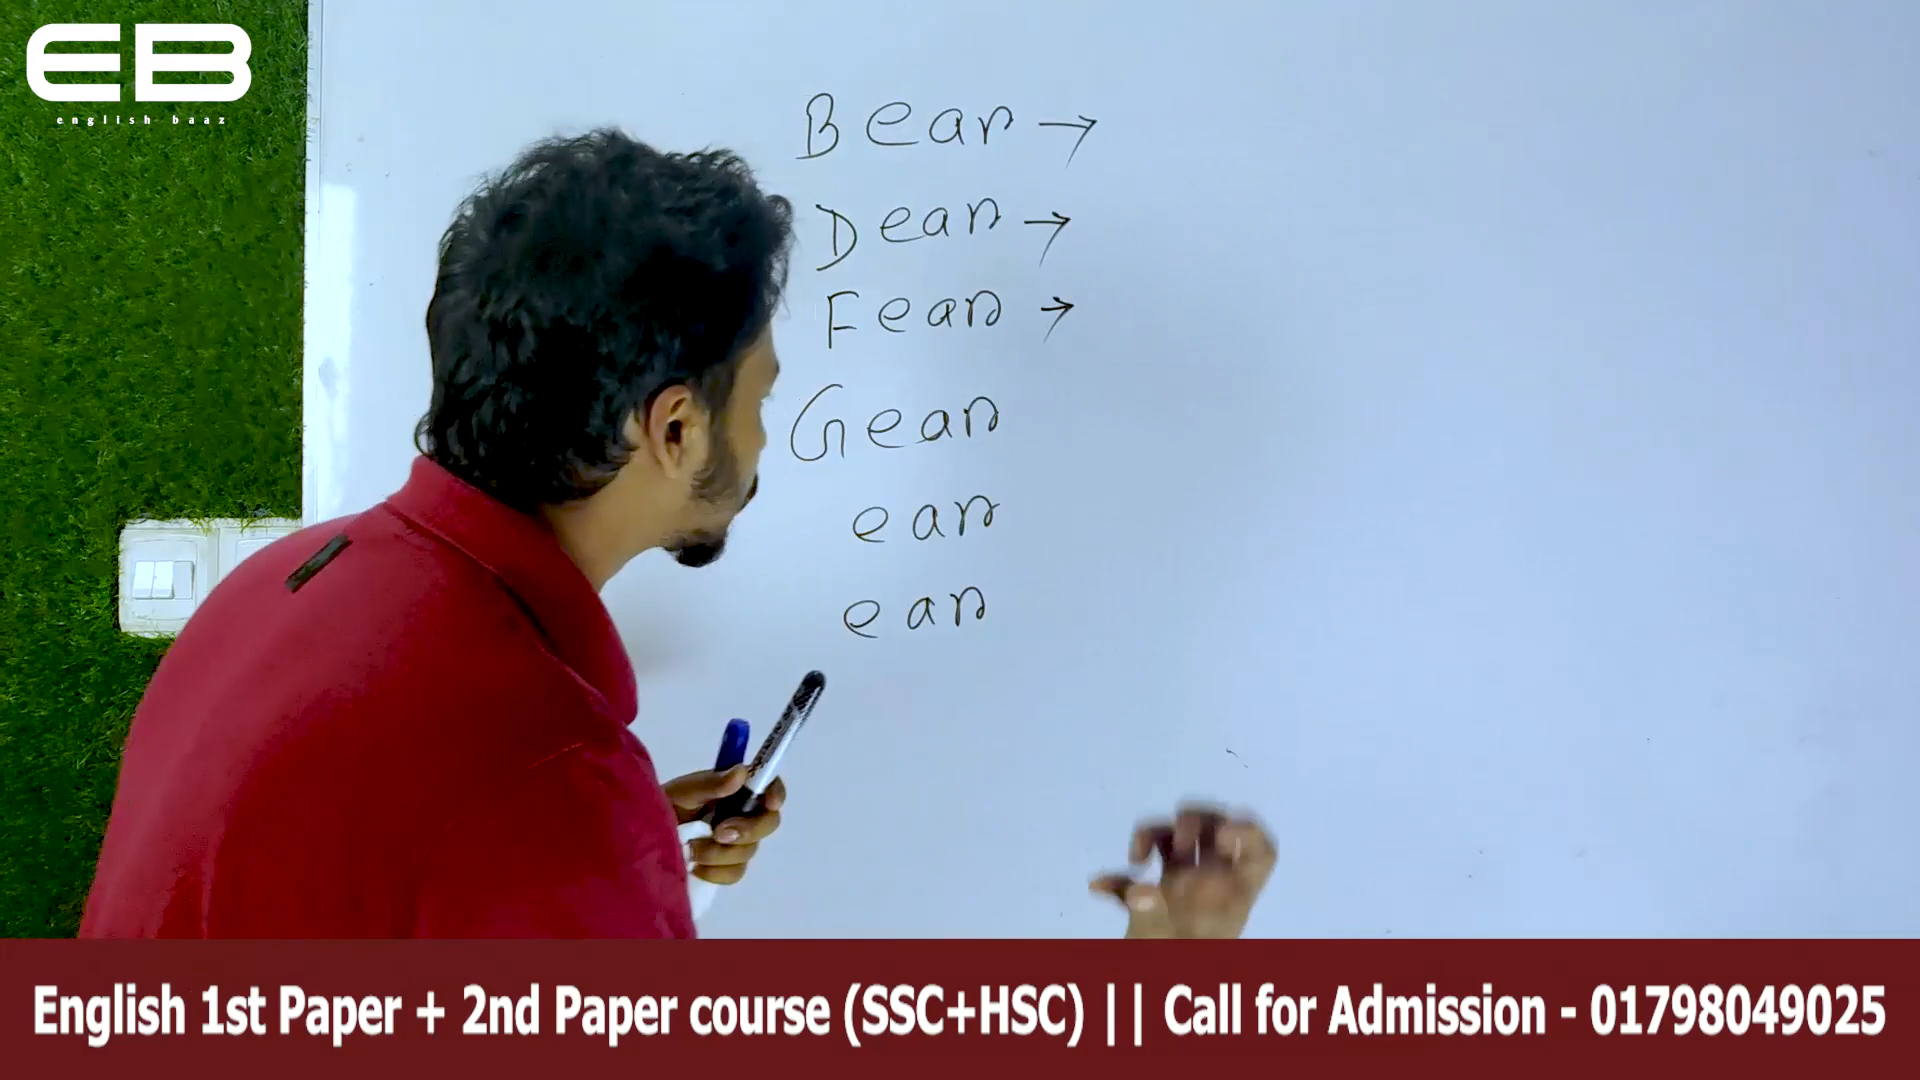 EB
english baaz
Bear →
Dear →
Fear →
Gear
ear
ear
English 1st Paper + 2nd Paper course (SSC+HSC) || Call for Admission - 01798049025